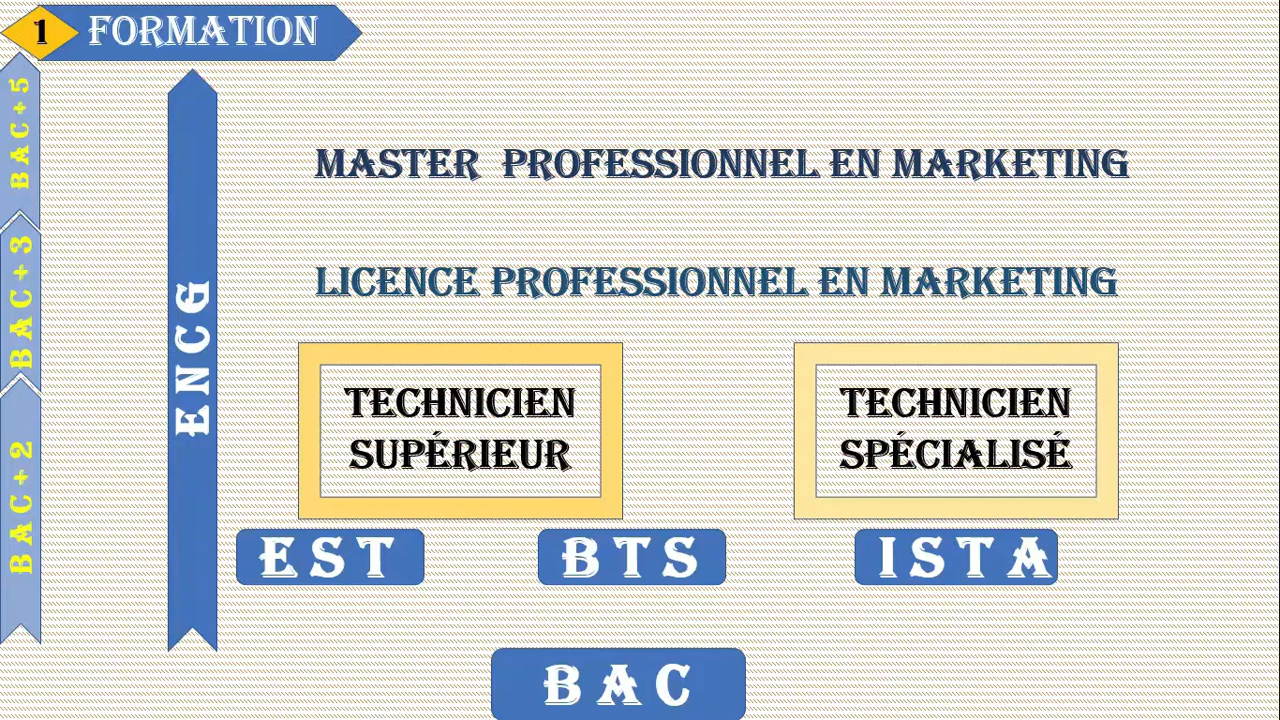 1
FORMATION
BAC+5
MASTER PROFESSIONNEL EN MARKETING
BAC+3
LICENCE PROFESSIONNEL EN MARKETING
ENCG
TECHNICIEN
SUPÉRIEUR
TECHNICIEN
SPÉCIALISÉ
BAC+2
EST
BTS
ISTA
BAC